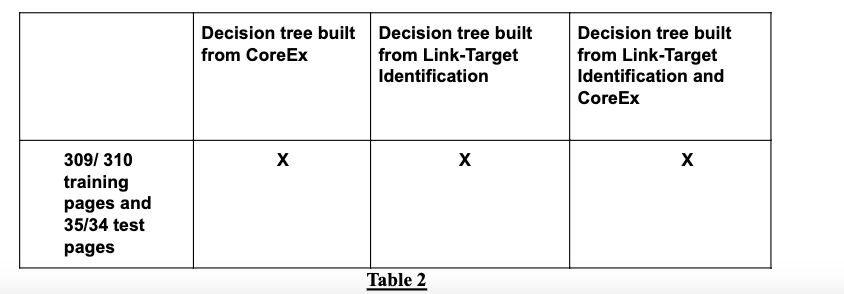 Decision tree built
from CoreEx
Decision tree built
from Link-Target
Identification
Decision tree built
from Link-Target
Identification and
CoreEx
309/ 310
training
pages and
35/34 test
pages
X
X
X
Table 2